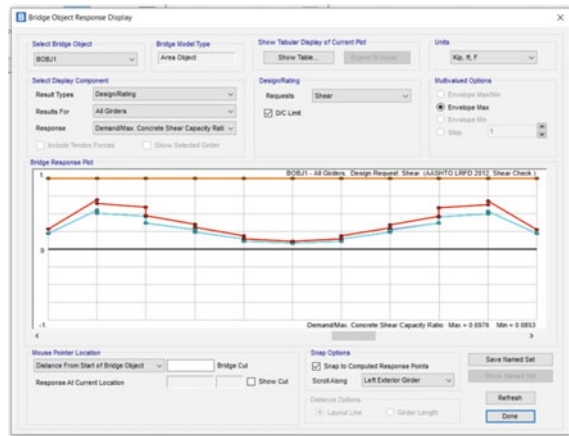 Bridge Object Response Display
Select Bridge Object
BOBJ1
Bridge Model Type
Area Object
Show Tabular Display of Current Plot
Show Table...
Export To Excel
Units
Kip, ft, F
Select Display Component
Result Types
Design/Rating
Results For
All Girders
Response
Demand/Max. Concrete Shear Capacity Rati
Include Tendon Forces
Show Selected Girder
Design/Rating
Requests
Shear
D/C Limit
Multivalued Options
Envelope Max/Min
Envelope Max
Envelope Min
Step
1
Bridge Response Plot
BOBJ1 - All Girders, Design Request: Shear (AASHTO LRFD 2012, Shear Check )
1.
0
-1.
Demand/Max. Concrete Shear Capacity Ratio: Max = 0.6976 Min = 0.0853
Mouse Pointer Location
Distance From Start of Bridge Object
Bridge Cut
Response At Current Location
Show Cut
Snap Options
Snap to Computed Response Points
Scroll Along
Left Exterior Girder
Distance Options
Layout Line
Girder Length
Save Named Set
Show Named Set
Refresh
Done